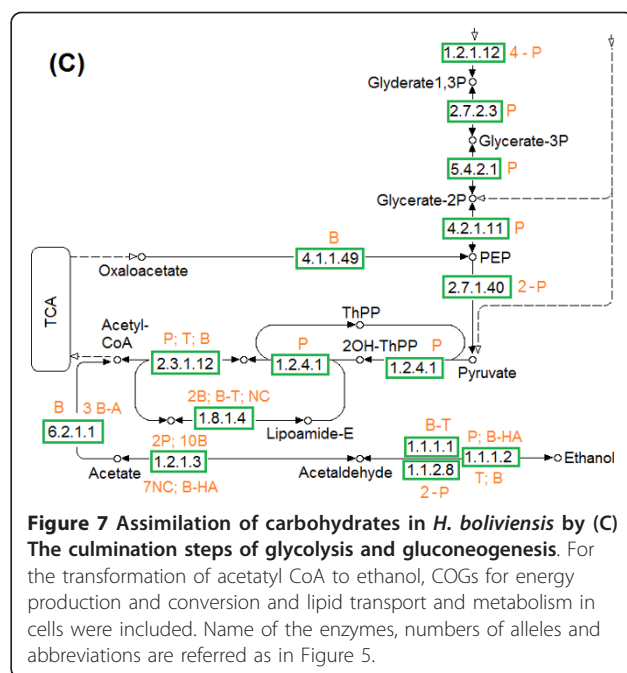 (C)
1.2.1.12 4 - P
Glyderate1,3P
2.7.2.3 P
Glycerate-3P
5.4.2.1 P
Glycerate-2P
4.2.1.11 P
B
4.1.1.49
Oxaloacetate
PEP
2.7.1.40 2 - P
TCA
ThPP
Acetyl-
CoA
P; T; B
2.3.1.12
P
1.2.4.1
2OH-ThPP
P
1.2.4.1
Pyruvate
2B; B-T; NC
1.8.1.4
Lipoamide-E
B 3 B-A
6.2.1.1
2P; 10B
1.2.1.3
Acetate
7NC; B-HA
Acetaldehyde
B-T
1.1.1.1
P; B-HA
1.1.1.2
Ethanol
1.1.2.8
T; B
2 - P
Figure 7 Assimilation of carbohydrates in H. boliviensis by (C)
The culmination steps of glycolysis and gluconeogenesis. For
the transformation of acetatyl CoA to ethanol, COGs for energy
production and conversion and lipid transport and metabolism in
cells were included. Name of the enzymes, numbers of alleles and
abbreviations are referred as in Figure 5.